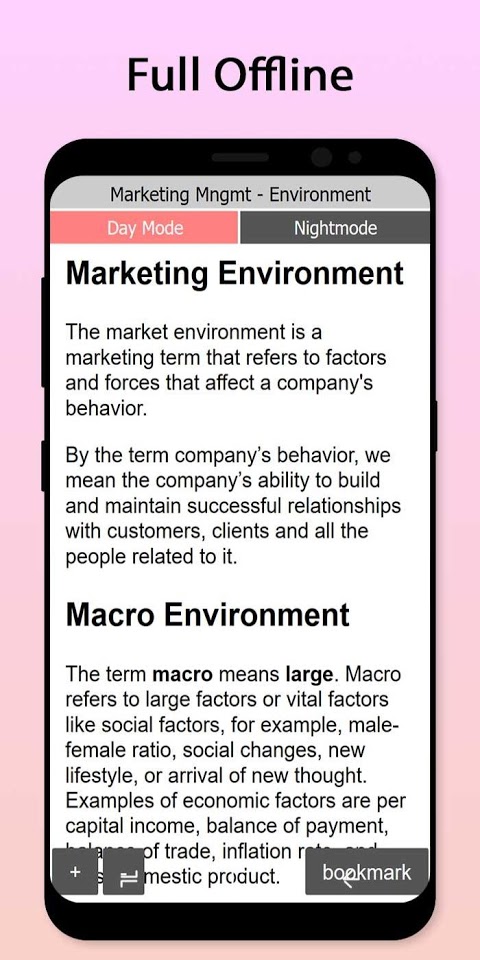 Full Offline
Marketing Mngmt - Environment
Day Mode
Nightmode
Marketing Environment
The market environment is a
marketing term that refers to factors
and forces that affect a company's
behavior.
By the term company’s behavior, we
mean the company’s ability to build
and maintain successful relationships
with customers, clients and all the
people related to it.
Macro Environment
The term macro means large. Macro
refers to large factors or vital factors
like social factors, for example, male-
female ratio, social changes, new
lifestyle, or arrival of new thought.
Examples of economic factors are per
capital income, balance of payment,
balance of trade, inflation rate, and
product.
+
bookmark